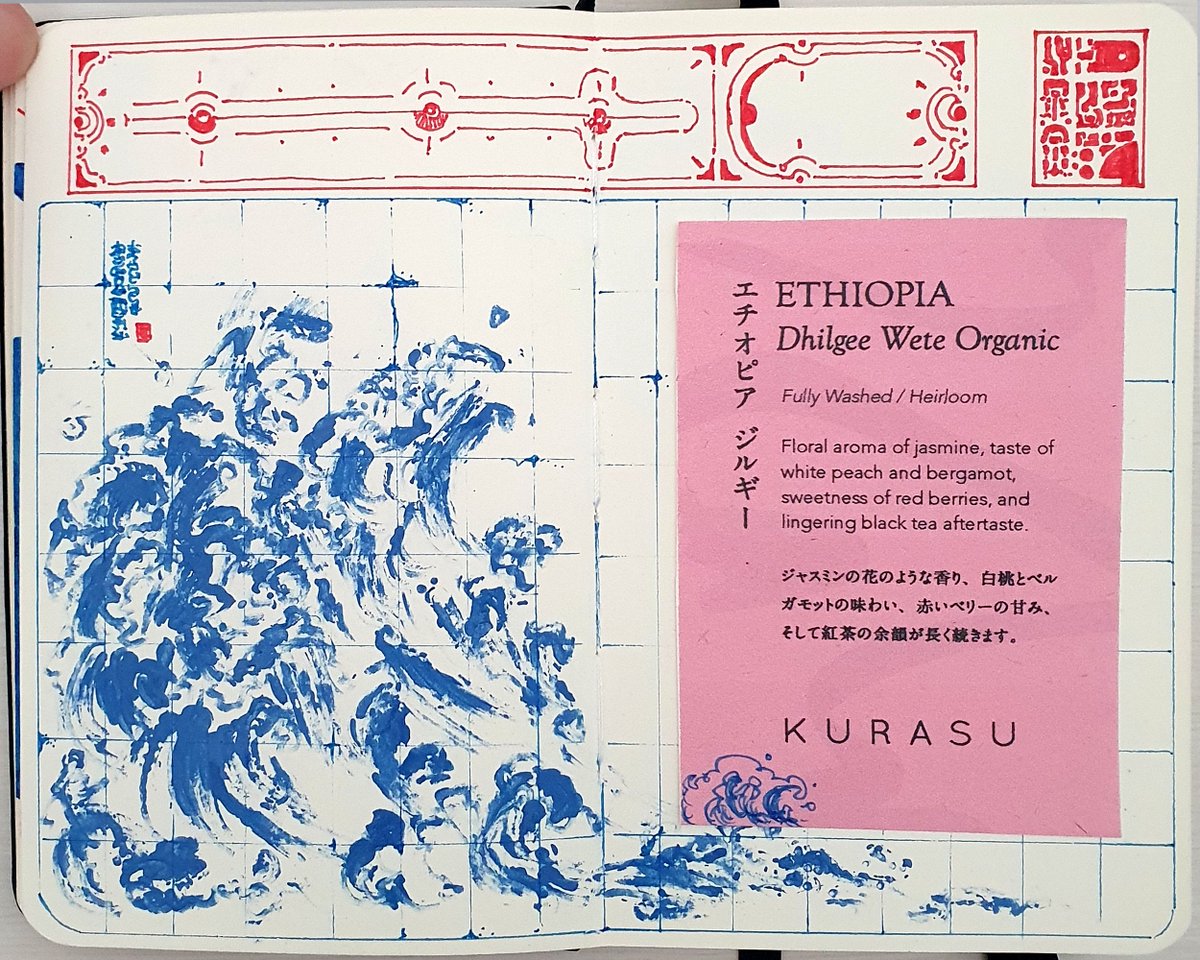 エチオピア ジルギー
ETHIOPIA
Dhilgee Wete Organic
Fully Washed / Heirloom
Floral aroma of jasmine, taste of
white peach and bergamot,
sweetness of red berries, and
lingering black tea aftertaste.
ジャスミンの花のような香り、白桃とベル
ガモットの味わい、赤いベリーの甘み、
そして紅茶の余韻が長く続きます。
KURASU